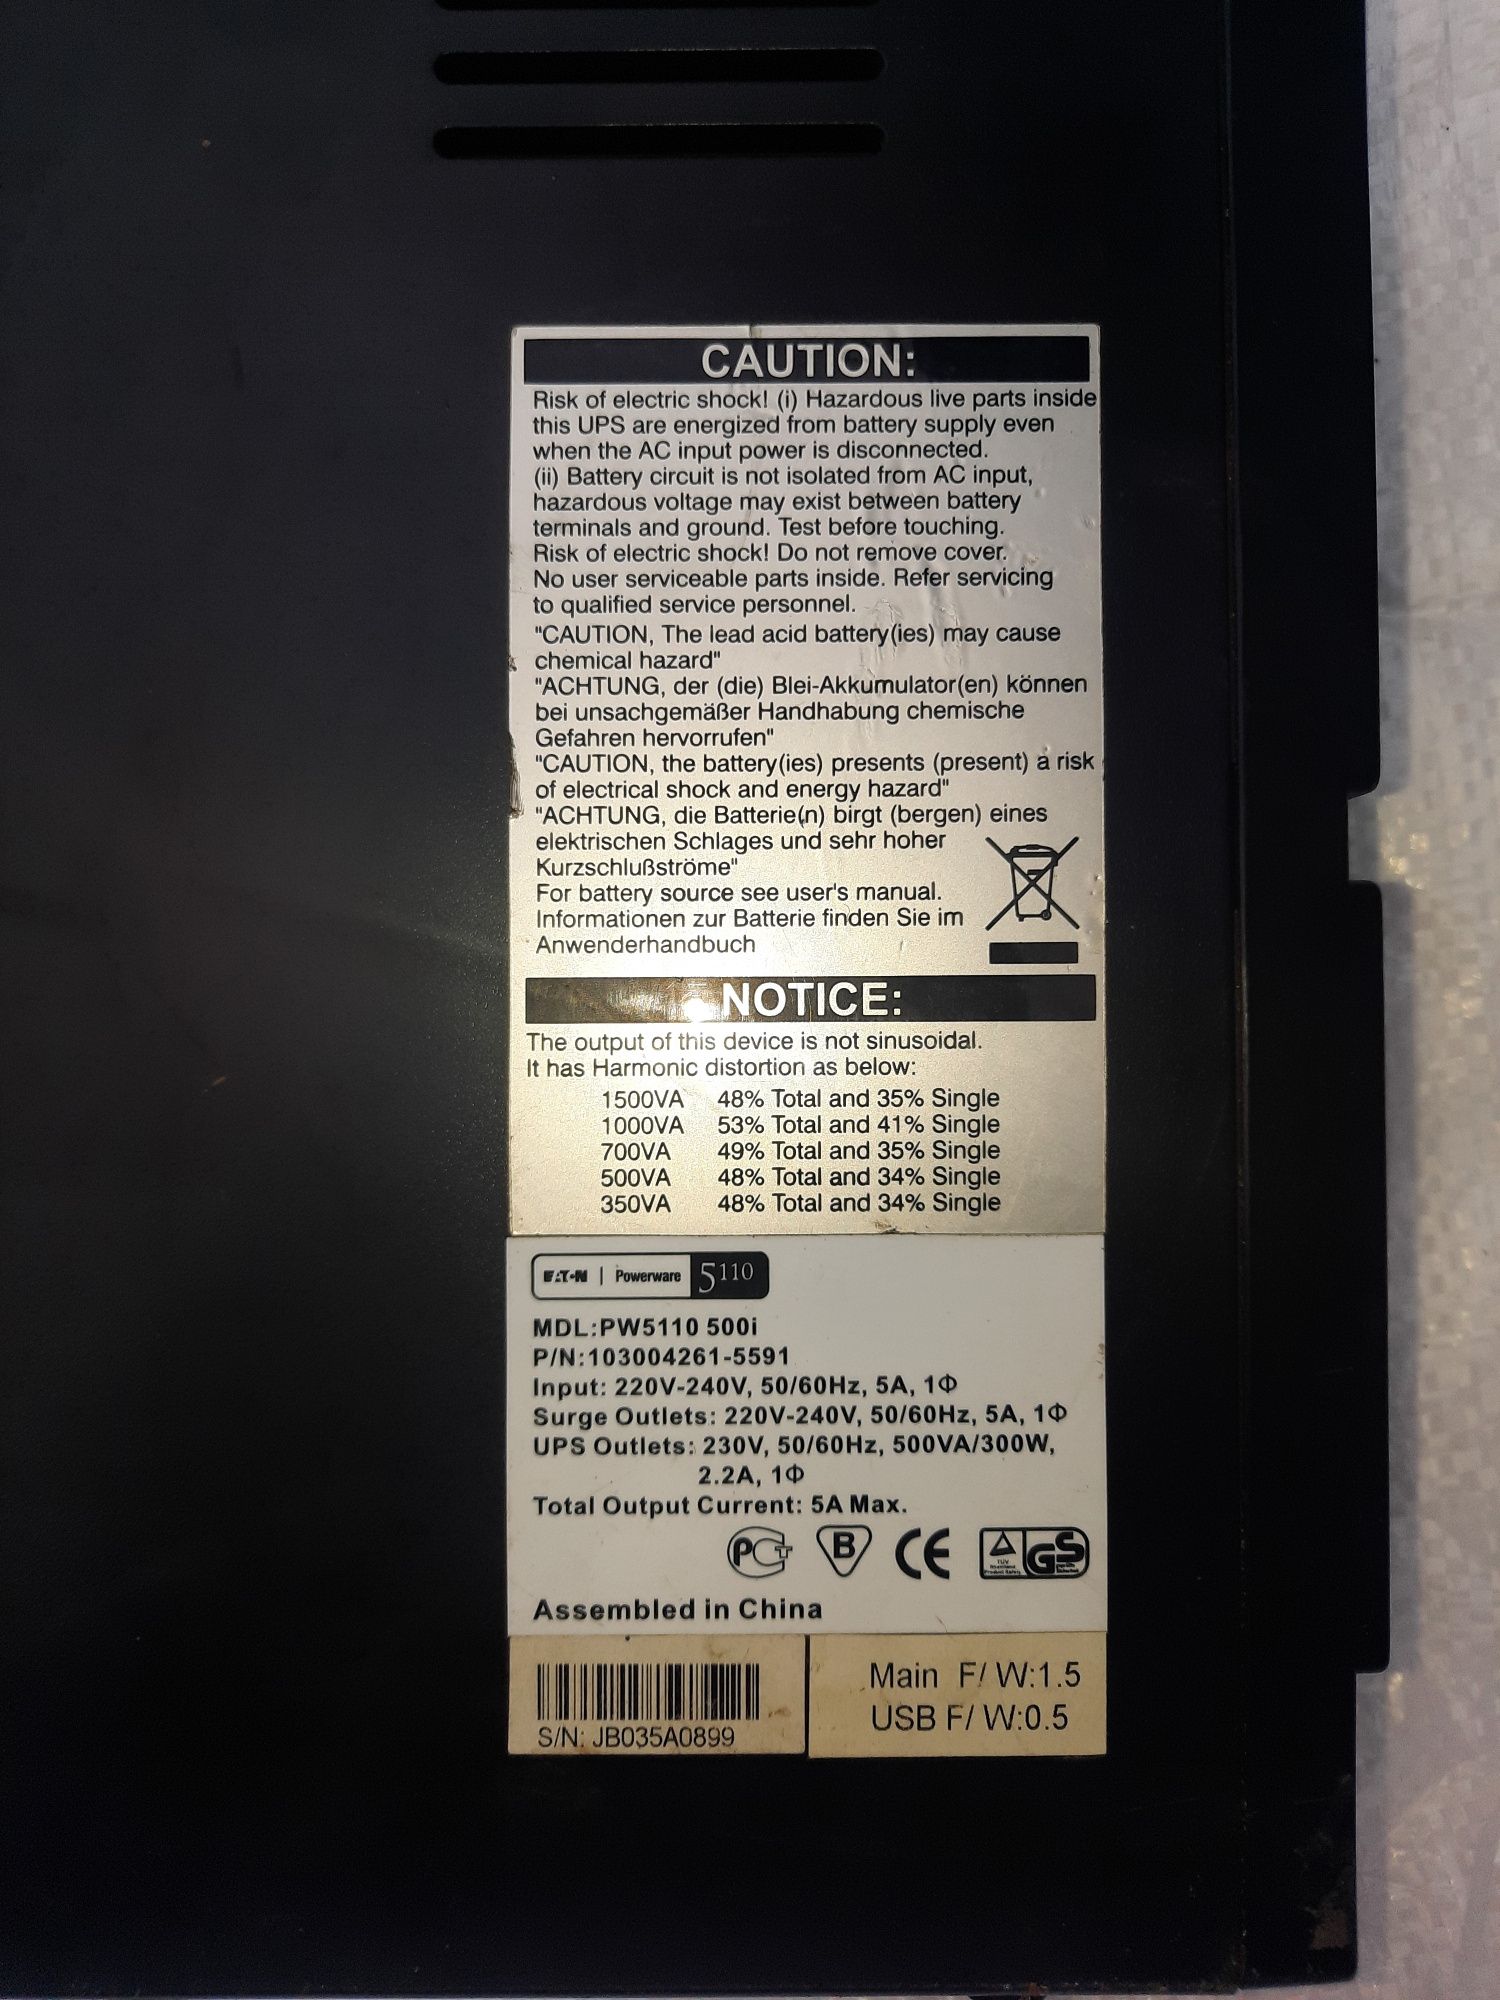 CAUTION:
Risk of electric shock! (i) Hazardous live parts inside
this UPS are energized from battery supply even
when the AC input power is disconnected.
(ii) Battery circuit is not isolated from AC input,
hazardous voltage may exist between battery
terminals and ground. Test before touching.
Risk of electric shock! Do not remove cover.
No user serviceable parts inside. Refer servicing
to qualified service personnel.
"CAUTION, The lead acid battery(ies) may cause
chemical hazard"
"ACHTUNG, der (die) Blei-Akkumulator(en) können
bei unsachgemäßer Handhabung chemische
Gefahren hervorrufen"
"CAUTION, the battery(ies) presents (present) a risk
of electrical shock and energy hazard"
"ACHTUNG, die Batterie(n) birgt (bergen) eines
elektrischen Schlages und sehr hoher
Kurzschlußströme"
For battery source see user's manual.
Informationen zur Batterie finden Sie im
Anwenderhandbuch
NOTICE:
The output of this device is not sinusoidal.
It has Harmonic distortion as below:
1500VA 48% Total and 35% Single
1000VA 53% Total and 41% Single
700VA 49% Total and 35% Single
500VA 48% Total and 34% Single
350VA 48% Total and 34% Single
EATON | Powerware 5110
MDL:PW5110 500i
P/N:103004261-5591
Input: 220V-240V, 50/60Hz, 5A, 1Φ
Surge Outlets: 220V-240V, 50/60Hz, 5A, 1Φ
UPS Outlets: 230V, 50/60Hz, 500VA/300W,
2.2A, 1Φ
Total Output Current: 5A Max.
PCT B CE TÜV GS
Assembled in China
S/N: JB035A0899
Main F/W:1.5
USB F/W:0.5